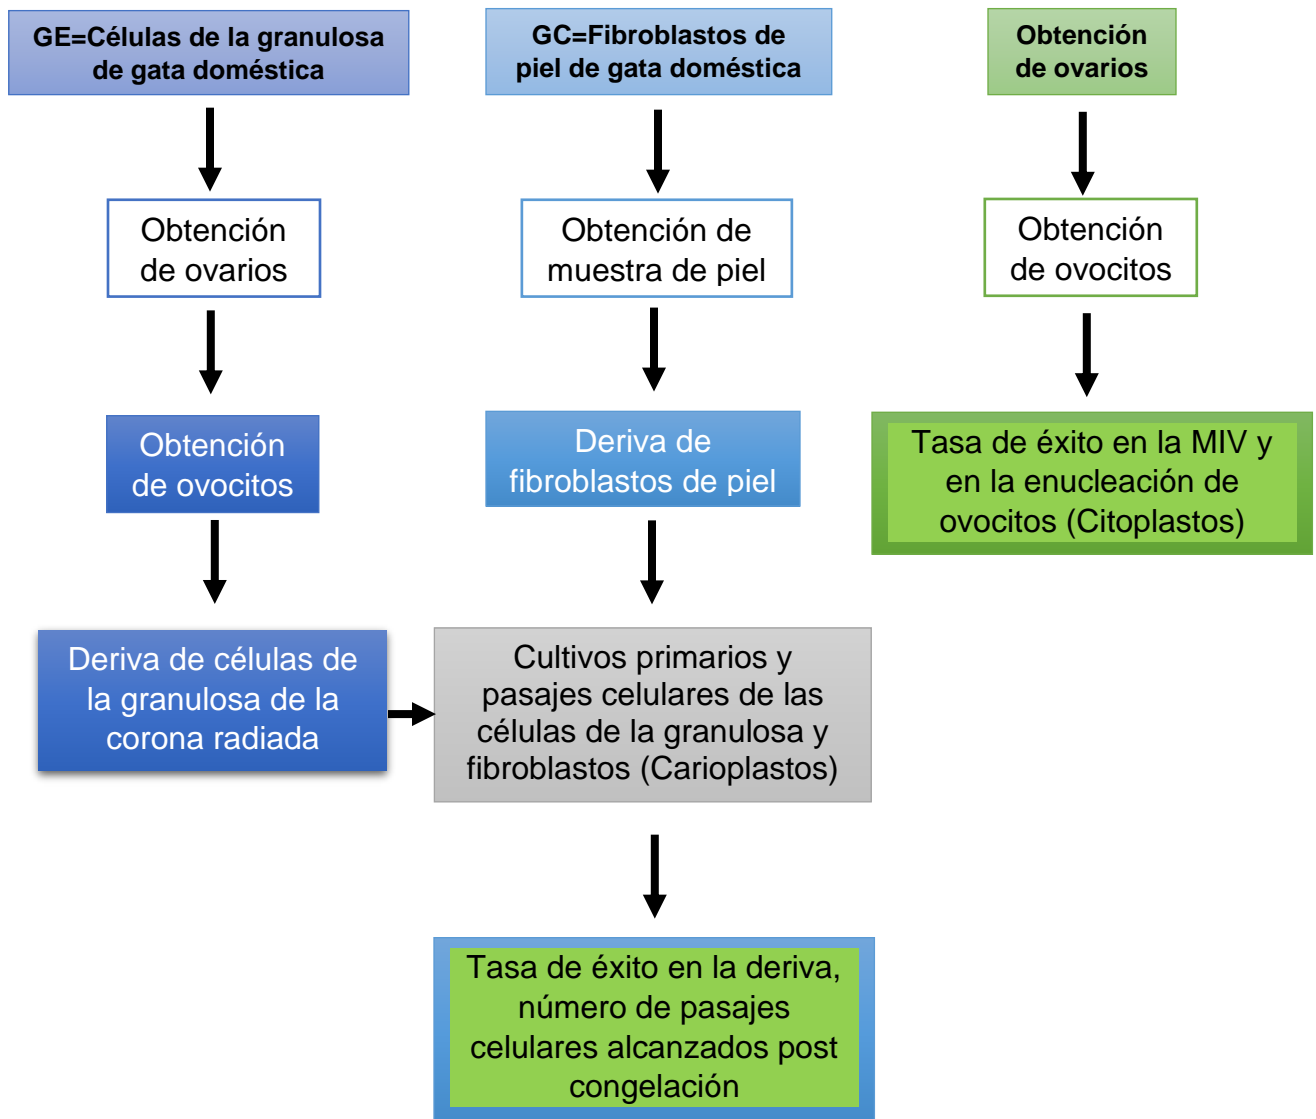 GE=Células de la granulosa
de gata doméstica
GC=Fibroblastos de
piel de gata doméstica
Obtención
de ovarios
Obtención
de ovarios
Obtención de
muestra de piel
Obtención
de ovocitos
Obtención
de ovocitos
Deriva de
fibroblastos de piel
Tasa de éxito en la MIV y
en la enucleación de
ovocitos (Citoplastos)
Deriva de células de
la granulosa de la
corona radiada
Cultivos primarios y
pasajes celulares de las
células de la granulosa y
fibroblastos (Carioplastos)
Tasa de éxito en la deriva,
número de pasajes
celulares alcanzados post
congelación